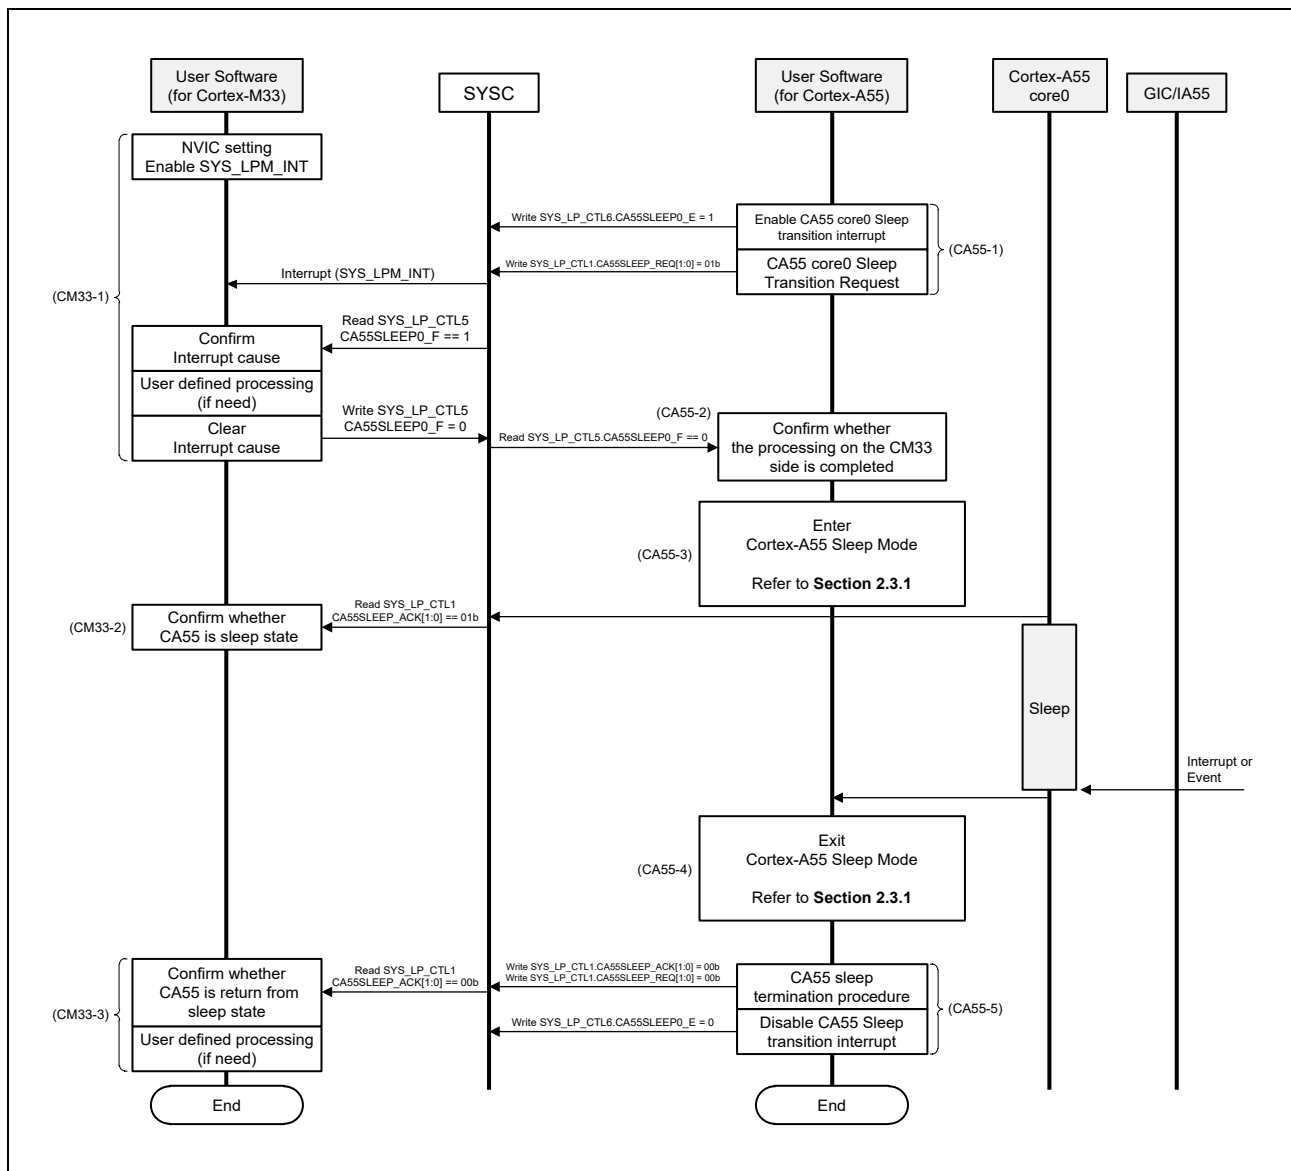 User Software
(for Cortex-M33)
SYSC
User Software
(for Cortex-A55)
Cortex-A55
core0
GIC/IA55
NVIC setting
Enable SYS_LPM_INT
Write SYS_LP_CTL6.CA55SLEEP0_E = 1
Enable CA55 core0 Sleep
transition interrupt
(CA55-1)
Write SYS_LP_CTL1.CA55SLEEP_REQ[1:0] = 01b
CA55 core0 Sleep
Transition Request
Interrupt (SYS_LPM_INT)
(CM33-1)
Read SYS_LP_CTL5
CA55SLEEP0_F == 1
Confirm
Interrupt cause
User defined processing
(if need)
Write SYS_LP_CTL5
CA55SLEEP0_F = 0
Clear
Interrupt cause
(CA55-2)
Read SYS_LP_CTL5.CA55SLEEP0_F == 0
Confirm whether
the processing on the CM33
side is completed
(CA55-3)
Enter
Cortex-A55 Sleep Mode
Refer to Section 2.3.1
(CM33-2)
Confirm whether
CA55 is sleep state
Read SYS_LP_CTL1
CA55SLEEP_ACK[1:0] == 01b
Sleep
Interrupt or
Event
(CA55-4)
Exit
Cortex-A55 Sleep Mode
Refer to Section 2.3.1
(CM33-3)
Confirm whether
CA55 is return from
sleep state
Read SYS_LP_CTL1
CA55SLEEP_ACK[1:0] == 00b
Write SYS_LP_CTL1.CA55SLEEP_ACK[1:0] = 00b
Write SYS_LP_CTL1.CA55SLEEP_REQ[1:0] = 00b
CA55 sleep
termination procedure
(CA55-5)
User defined processing
(if need)
Write SYS_LP_CTL6.CA55SLEEP0_E = 0
Disable CA55 Sleep
transition interrupt
End
End